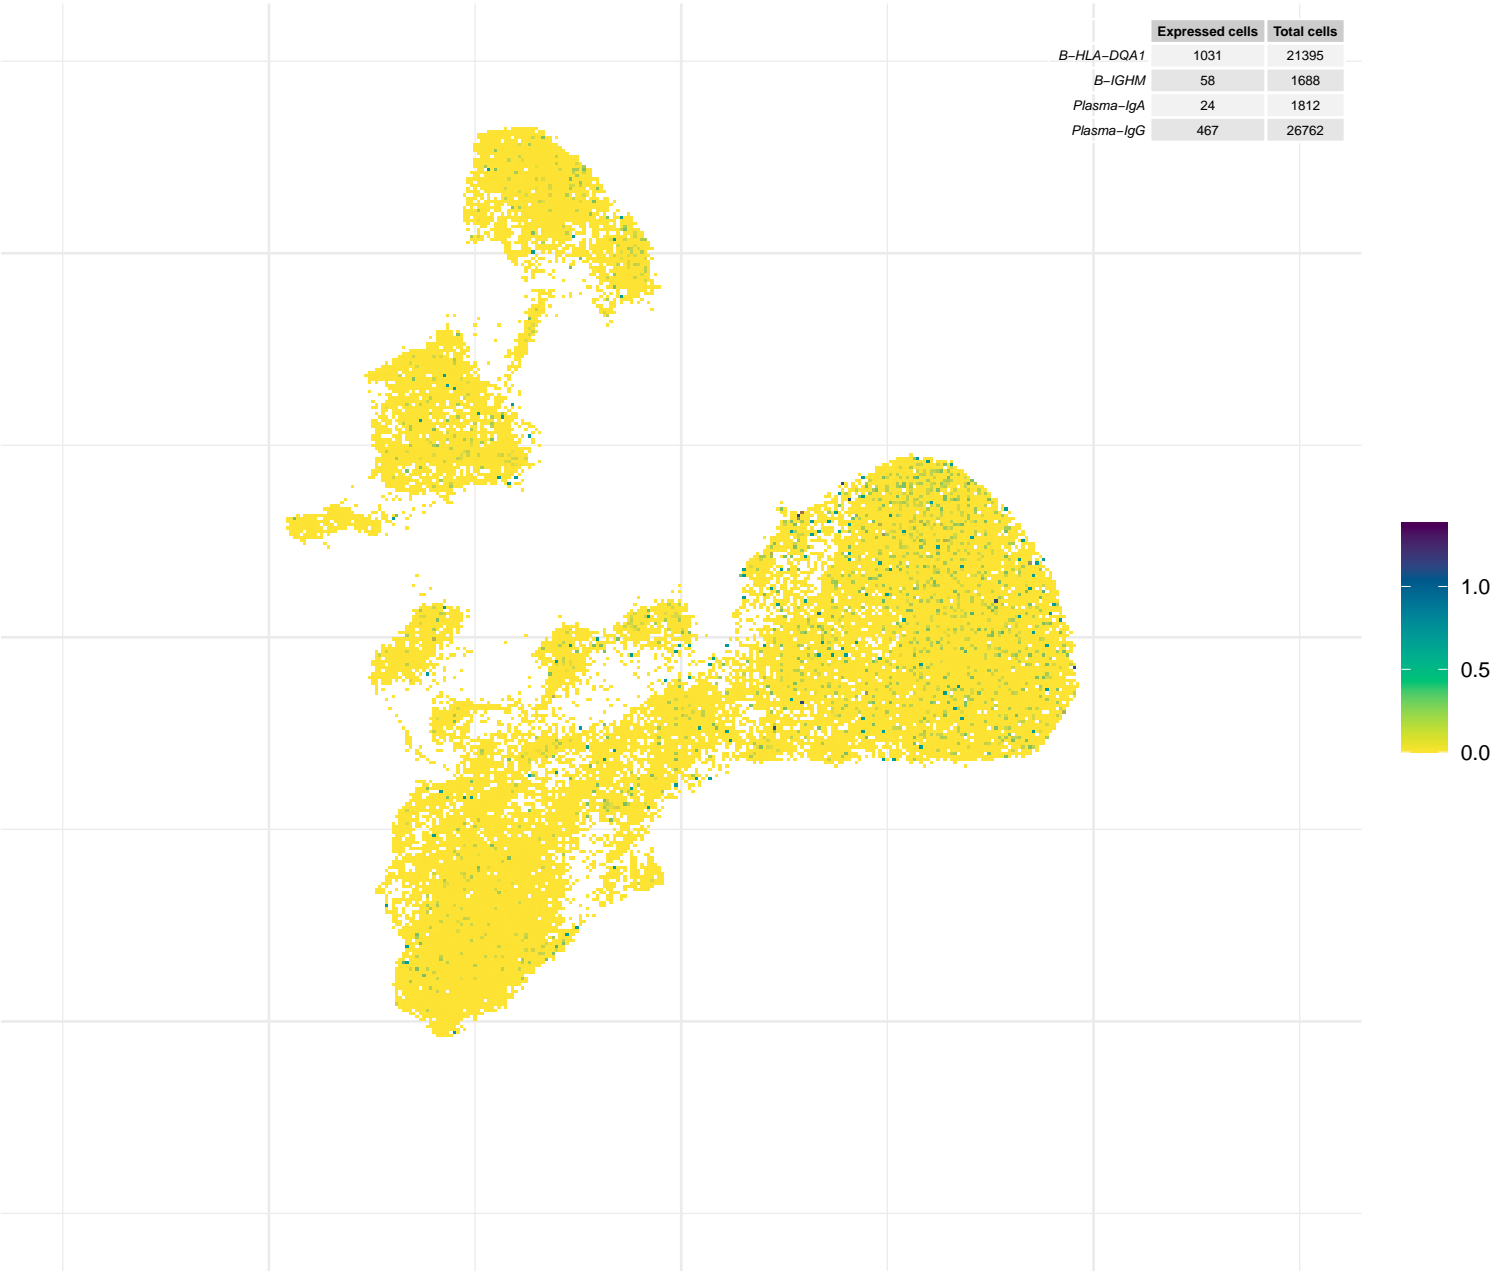 Expressed cells Total cells
B−HLA−DQA1 1031 21395
B−IGHM 58 1688
Plasma−IgA 24 1812
Plasma−IgG 467 26762
1.0
0.5
0.0